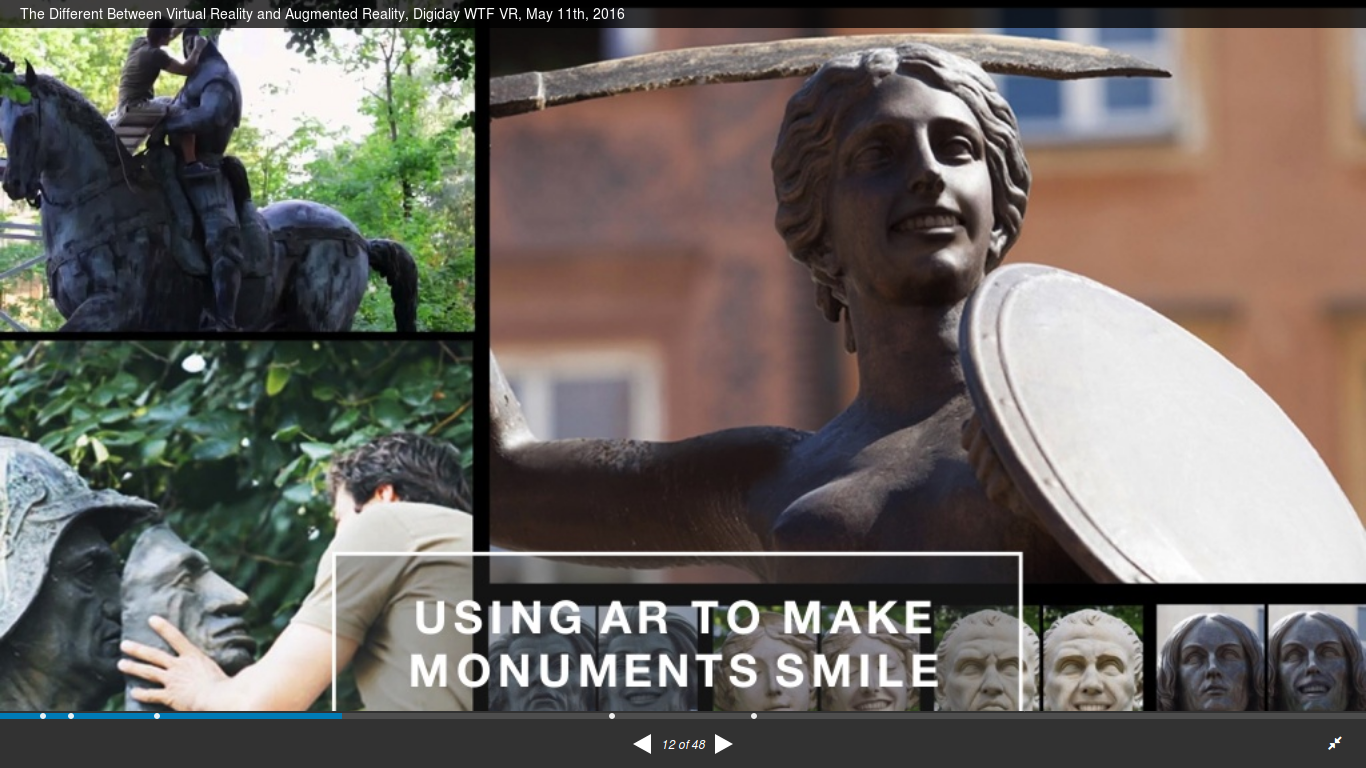 The Different Between Virtual Reality and Augmented Reality, Digiday WTF VR, May 11th, 2016
USING AR TO MAKE
MONUMENTS SMILE
12 of 48